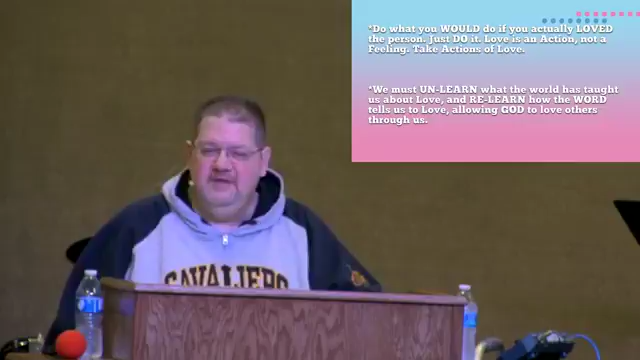 *Do what you WOULD do if you actually LOVED
the person. Just DO it. Love is an Action, not a
Feeling. Take Actions of Love.
*We must UN-LEARN what the world has taught
us about Love, and RE-LEARN how the WORD
tells us to Love, allowing GOD to love others
through us.
CAVALIERS